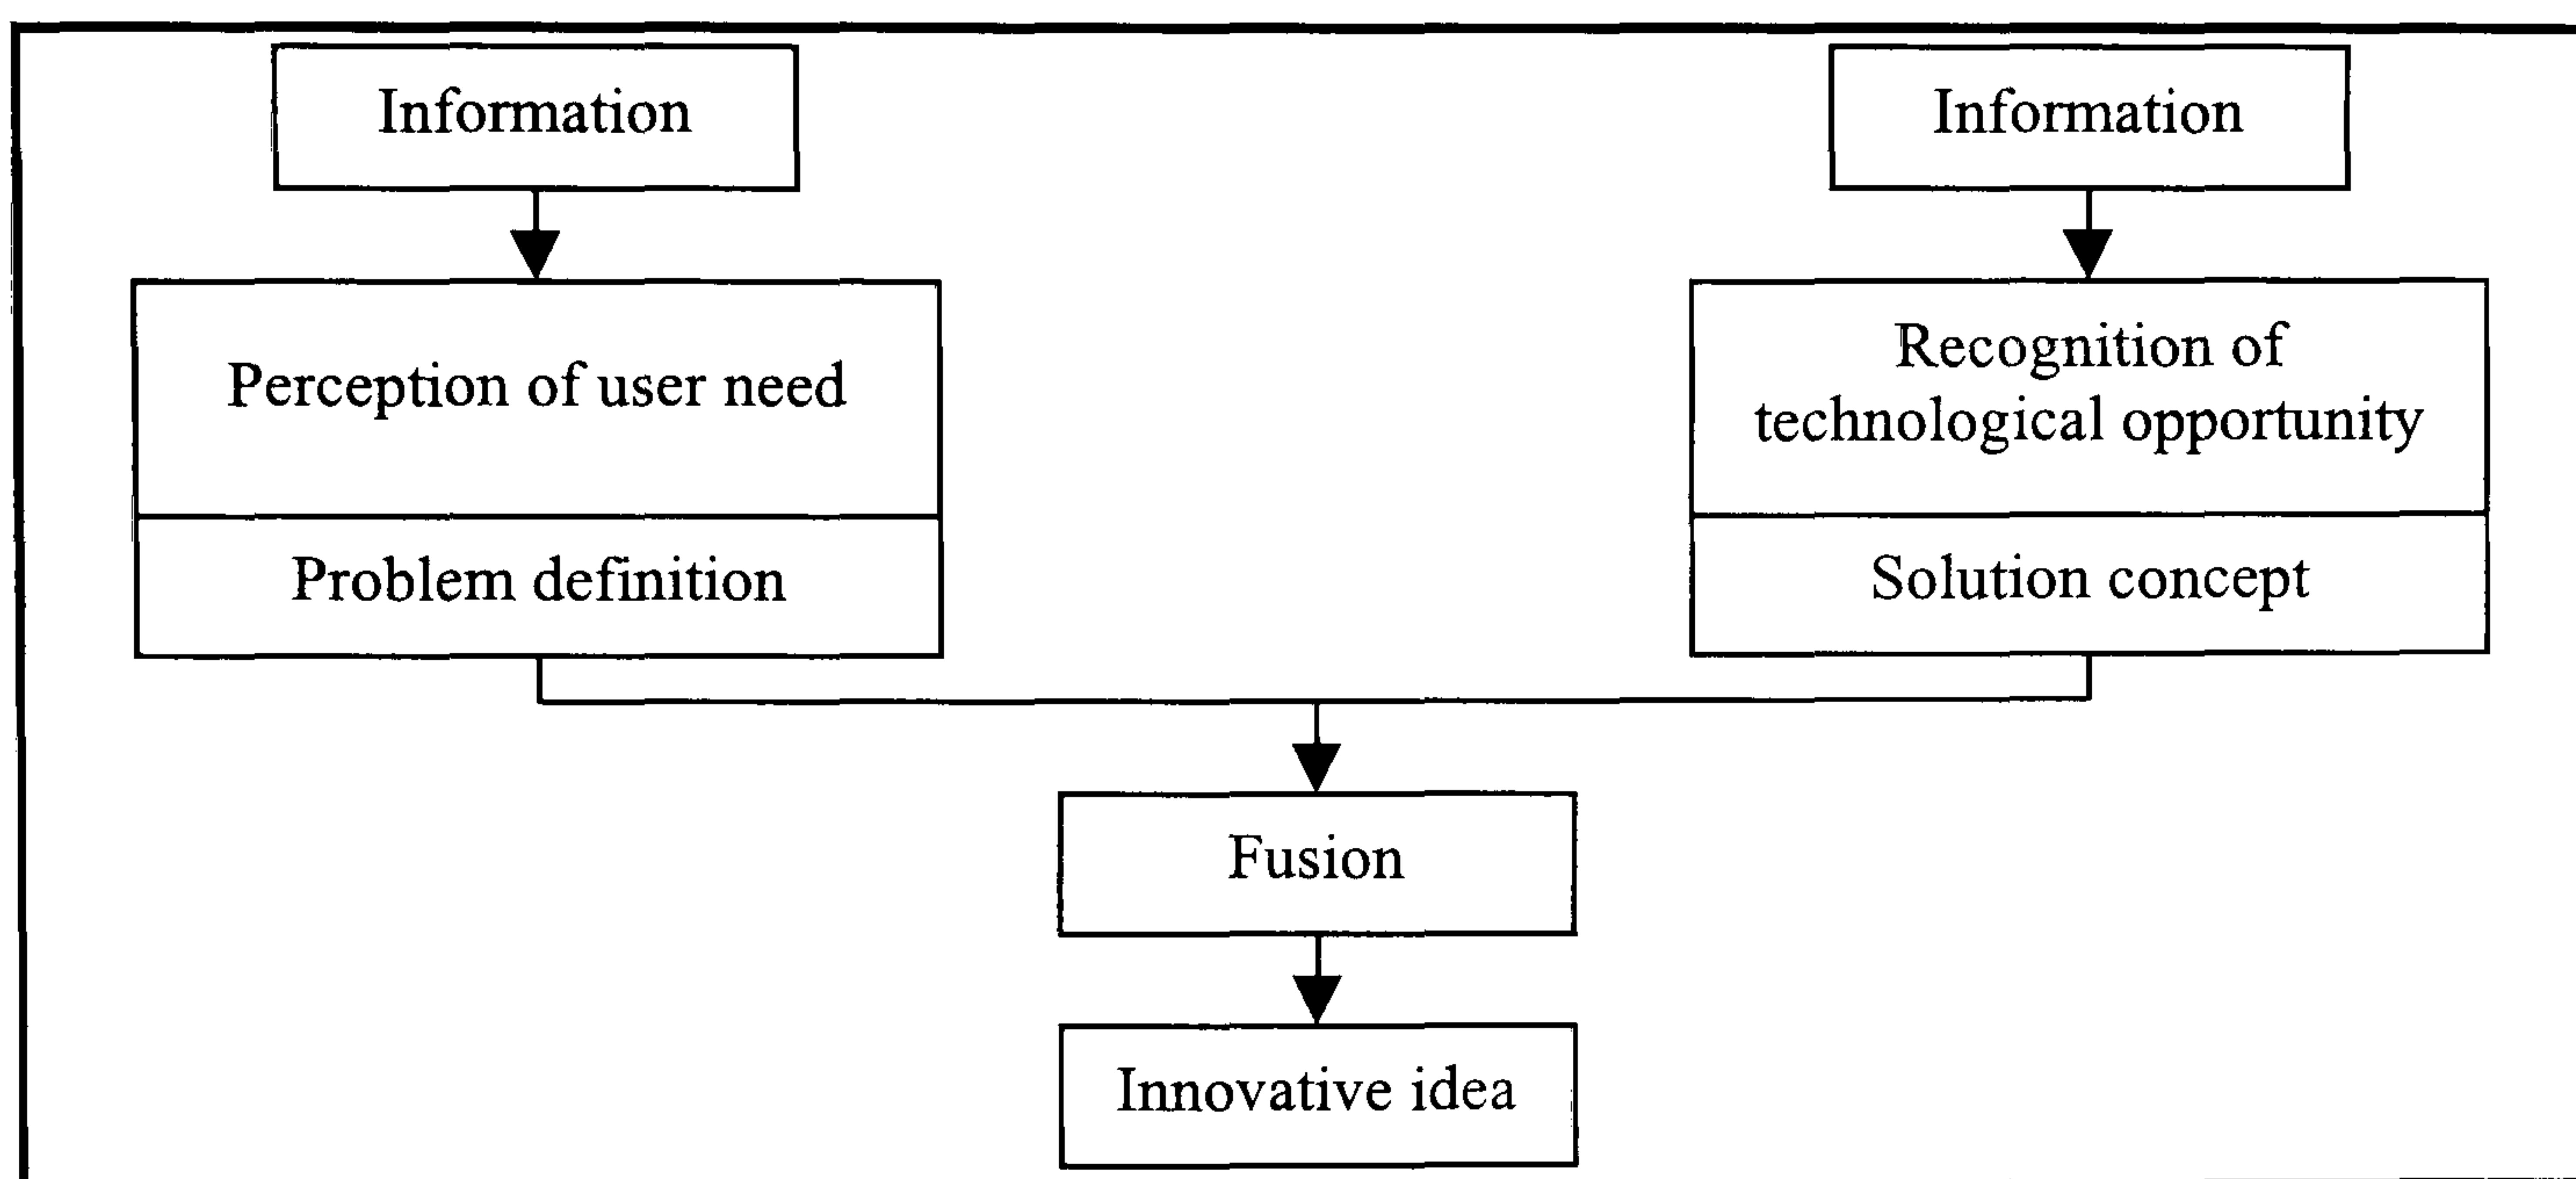 Information
Information
Perception of user need
Recognition of
technological opportunity
Problem definition
Solution concept
Fusion
Innovative idea